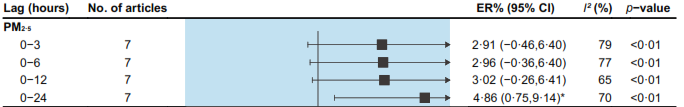 Lag (hours) No. of articles ER% (95% CI) I² (%) p−value
PM₂·₅
0−3 7 2·91 (−0·46,6·40) 79 <0·01
0−6 7 2·96 (−0·36,6·40) 77 <0·01
0−12 7 3·02 (−0·26,6·41) 65 <0·01
0−24 7 4·86 (0·75,9·14)* 70 <0·01